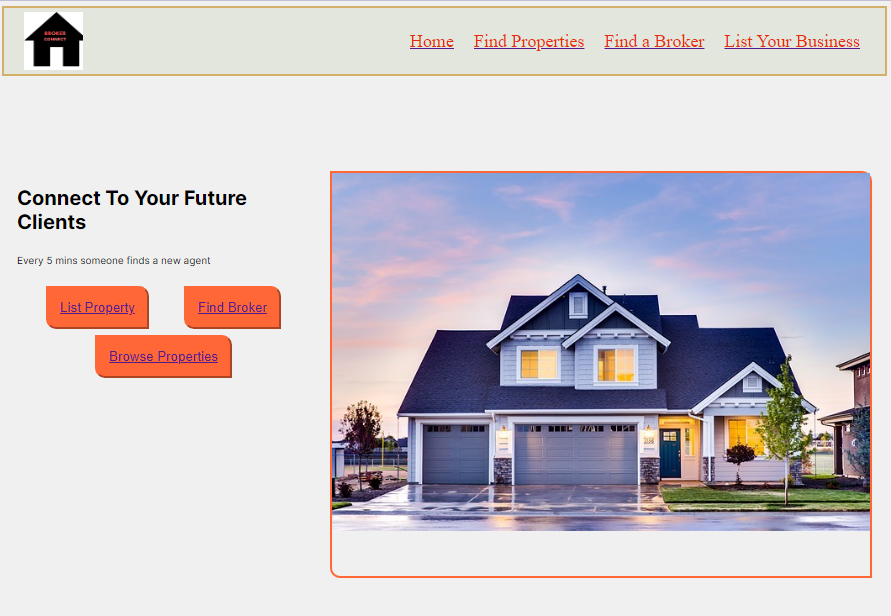 BROKER
CONNECT
Home Find Properties Find a Broker List Your Business
Connect To Your Future
Clients
Every 5 mins someone finds a new agent
List Property Find Broker
Browse Properties